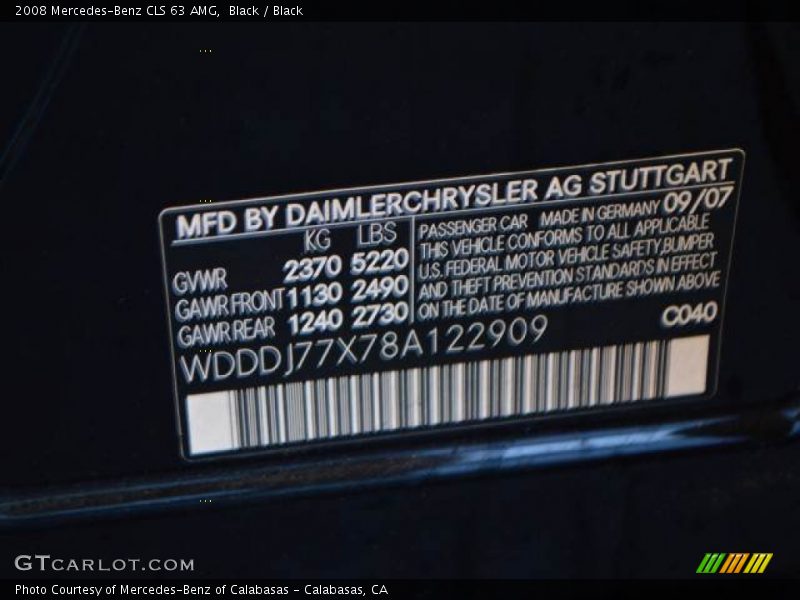 2008 Mercedes-Benz CLS 63 AMG,  Black / Black
MFD BY DAIMLERCHRYSLER AG STUTTGART
KG LBS
GVWR 2370 5220
GAWR FRONT 1130 2490
GAWR REAR 1240 2730
PASSENGER CAR MADE IN GERMANY 09/07
THIS VEHICLE CONFORMS TO ALL APPLICABLE
U.S. FEDERAL MOTOR VEHICLE SAFETY,BUMPER
AND THEFT PREVENTION STANDARDS IN EFFECT
ON THE DATE OF MANUFACTURE SHOWN ABOVE
WDDDJ77X78A122909
C040
GTCARLOT.COM
Photo Courtesy of Mercedes-Benz of Calabasas - Calabasas, CA